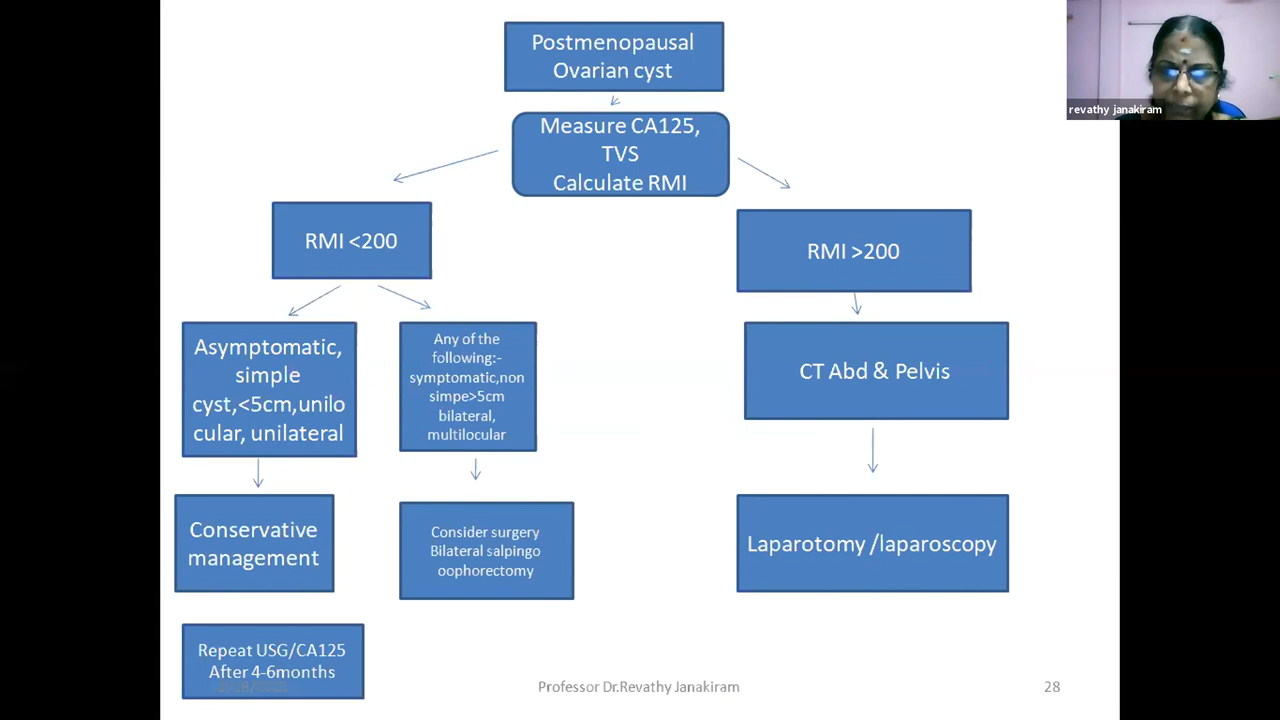 Postmenopausal
Ovarian cyst
revathy janakiram
Measure CA125,
TVS
Calculate RMI
RMI <200
RMI >200
Asymptomatic,
simple
cyst,<5cm,unilo
cular, unilateral
Any of the
following:-
symptomatic,non
simpe>5cm
bilateral,
multilocular
CT Abd & Pelvis
Conservative
management
Consider surgery
Bilateral salpingo
oophorectomy
Laparotomy /laparoscopy
Repeat USG/CA125
After 4-6months
Professor Dr.Revathy Janakiram
28